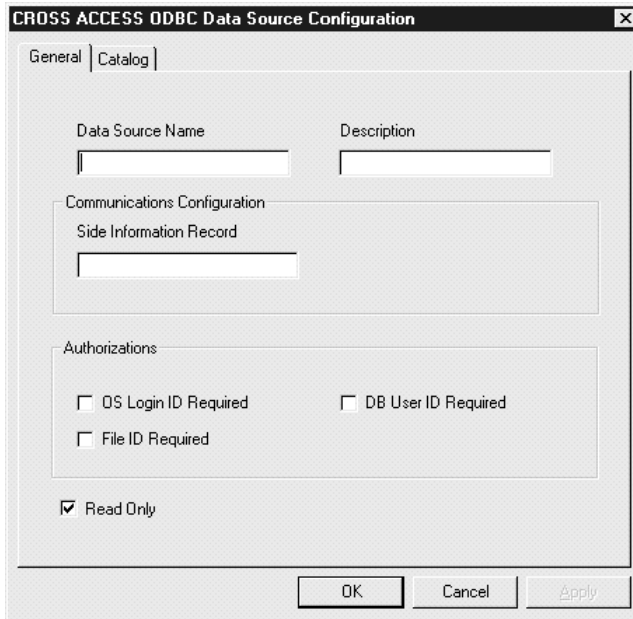 CROSS ACCESS ODBC Data Source Configuration
General Catalog
Data Source Name Description
Communications Configuration
Side Information Record
Authorizations
OS Login ID Required DB User ID Required
File ID Required
Read Only
OK Cancel Apply